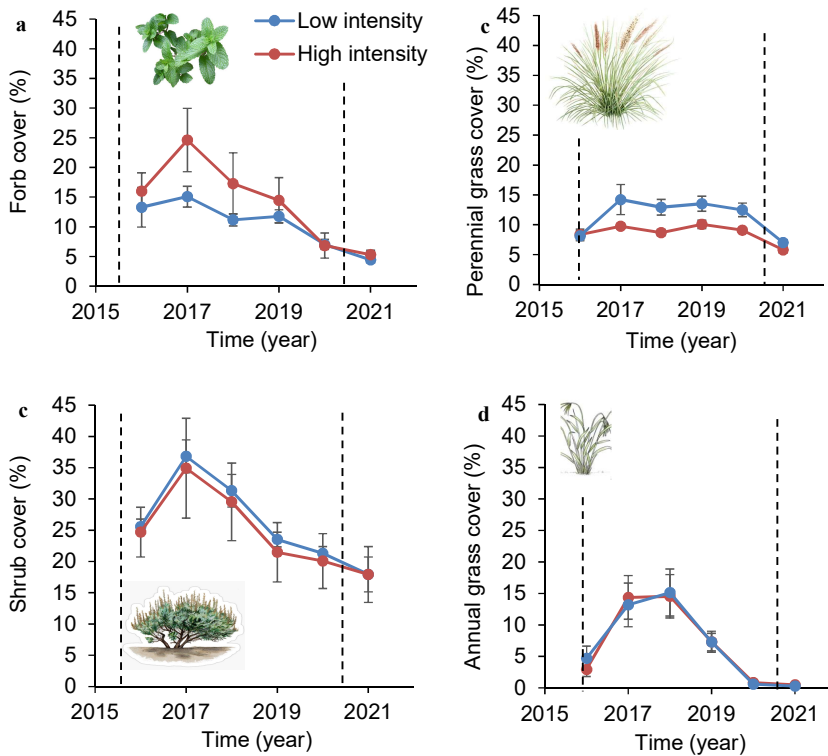 a
Low intensity
High intensity
Forb cover (%)
45
40
35
30
25
20
15
10
5
0
2015 2017 2019 2021
Time (year)
c
Perennial grass cover (%)
45
40
35
30
25
20
15
10
5
0
2015 2017 2019 2021
Time (year)
c
Shrub cover (%)
45
40
35
30
25
20
15
10
5
0
2015 2017 2019 2021
Time (year)
d
Annual grass cover (%)
45
40
35
30
25
20
15
10
5
0
2015 2017 2019 2021
Time (year)